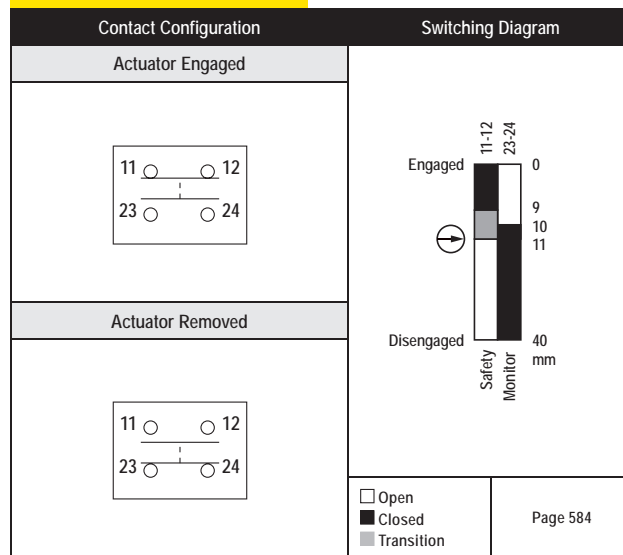 Contact Configuration
Switching Diagram
Actuator Engaged
11 12
23 24
Actuator Removed
11 12
23 24
11-12
23-24
Engaged
0
9
10
11
Disengaged
40
mm
Safety
Monitor
Open
Closed
Transition
Page 584